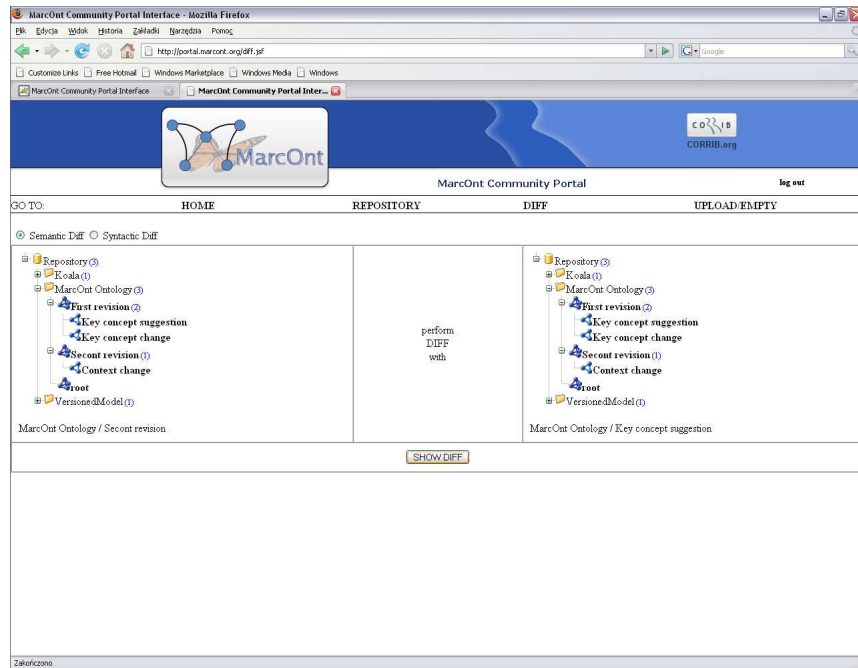 MarcOnt Community Portal Interface - Mozilla Firefox
Plik Edycja Widok Historia Zakładki Narzędzia Pomoc
http://portal.marcont.org/diff.jsf
Google
Customize Links Free Hotmail Windows Marketplace Windows Media Windows
MarcOnt Community Portal Interface
MarcOnt Community Portal Inter...
MarcOnt
CORRIB
CORRIB.org
MarcOnt Community Portal
log out
GO TO: HOME REPOSITORY DIFF UPLOAD/EMPTY
Semantic Diff Syntactic Diff
Repository (3)
Koala (1)
MarcOnt Ontology (3)
First revision (2)
Key concept suggestion
Key concept change
Secont revision (1)
Context change
root
VersionedModel (1)
MarcOnt Ontology / Secont revision
perform
DIFF
with
Repository (3)
Koala (1)
MarcOnt Ontology (3)
First revision (2)
Key concept suggestion
Key concept change
Secont revision (1)
Context change
root
VersionedModel (1)
MarcOnt Ontology / Key concept suggestion
SHOW DIFF
Zakończono